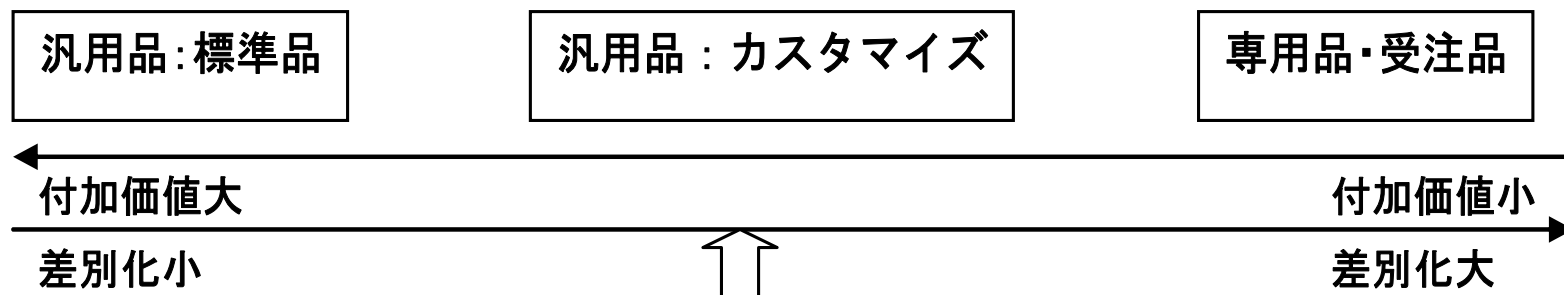 汎用品:標準品
汎用品：カスタマイズ
専用品・受注品
付加価値大
付加価値小
差別化小
差別化大